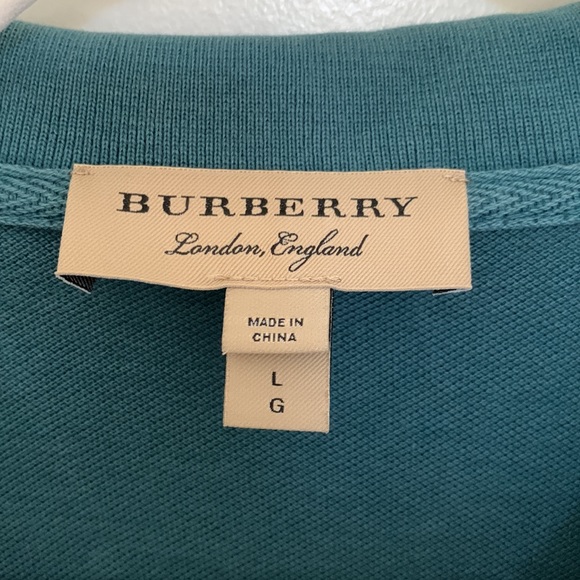 BURBERRY
London, England
MADE IN
CHINA
L
G